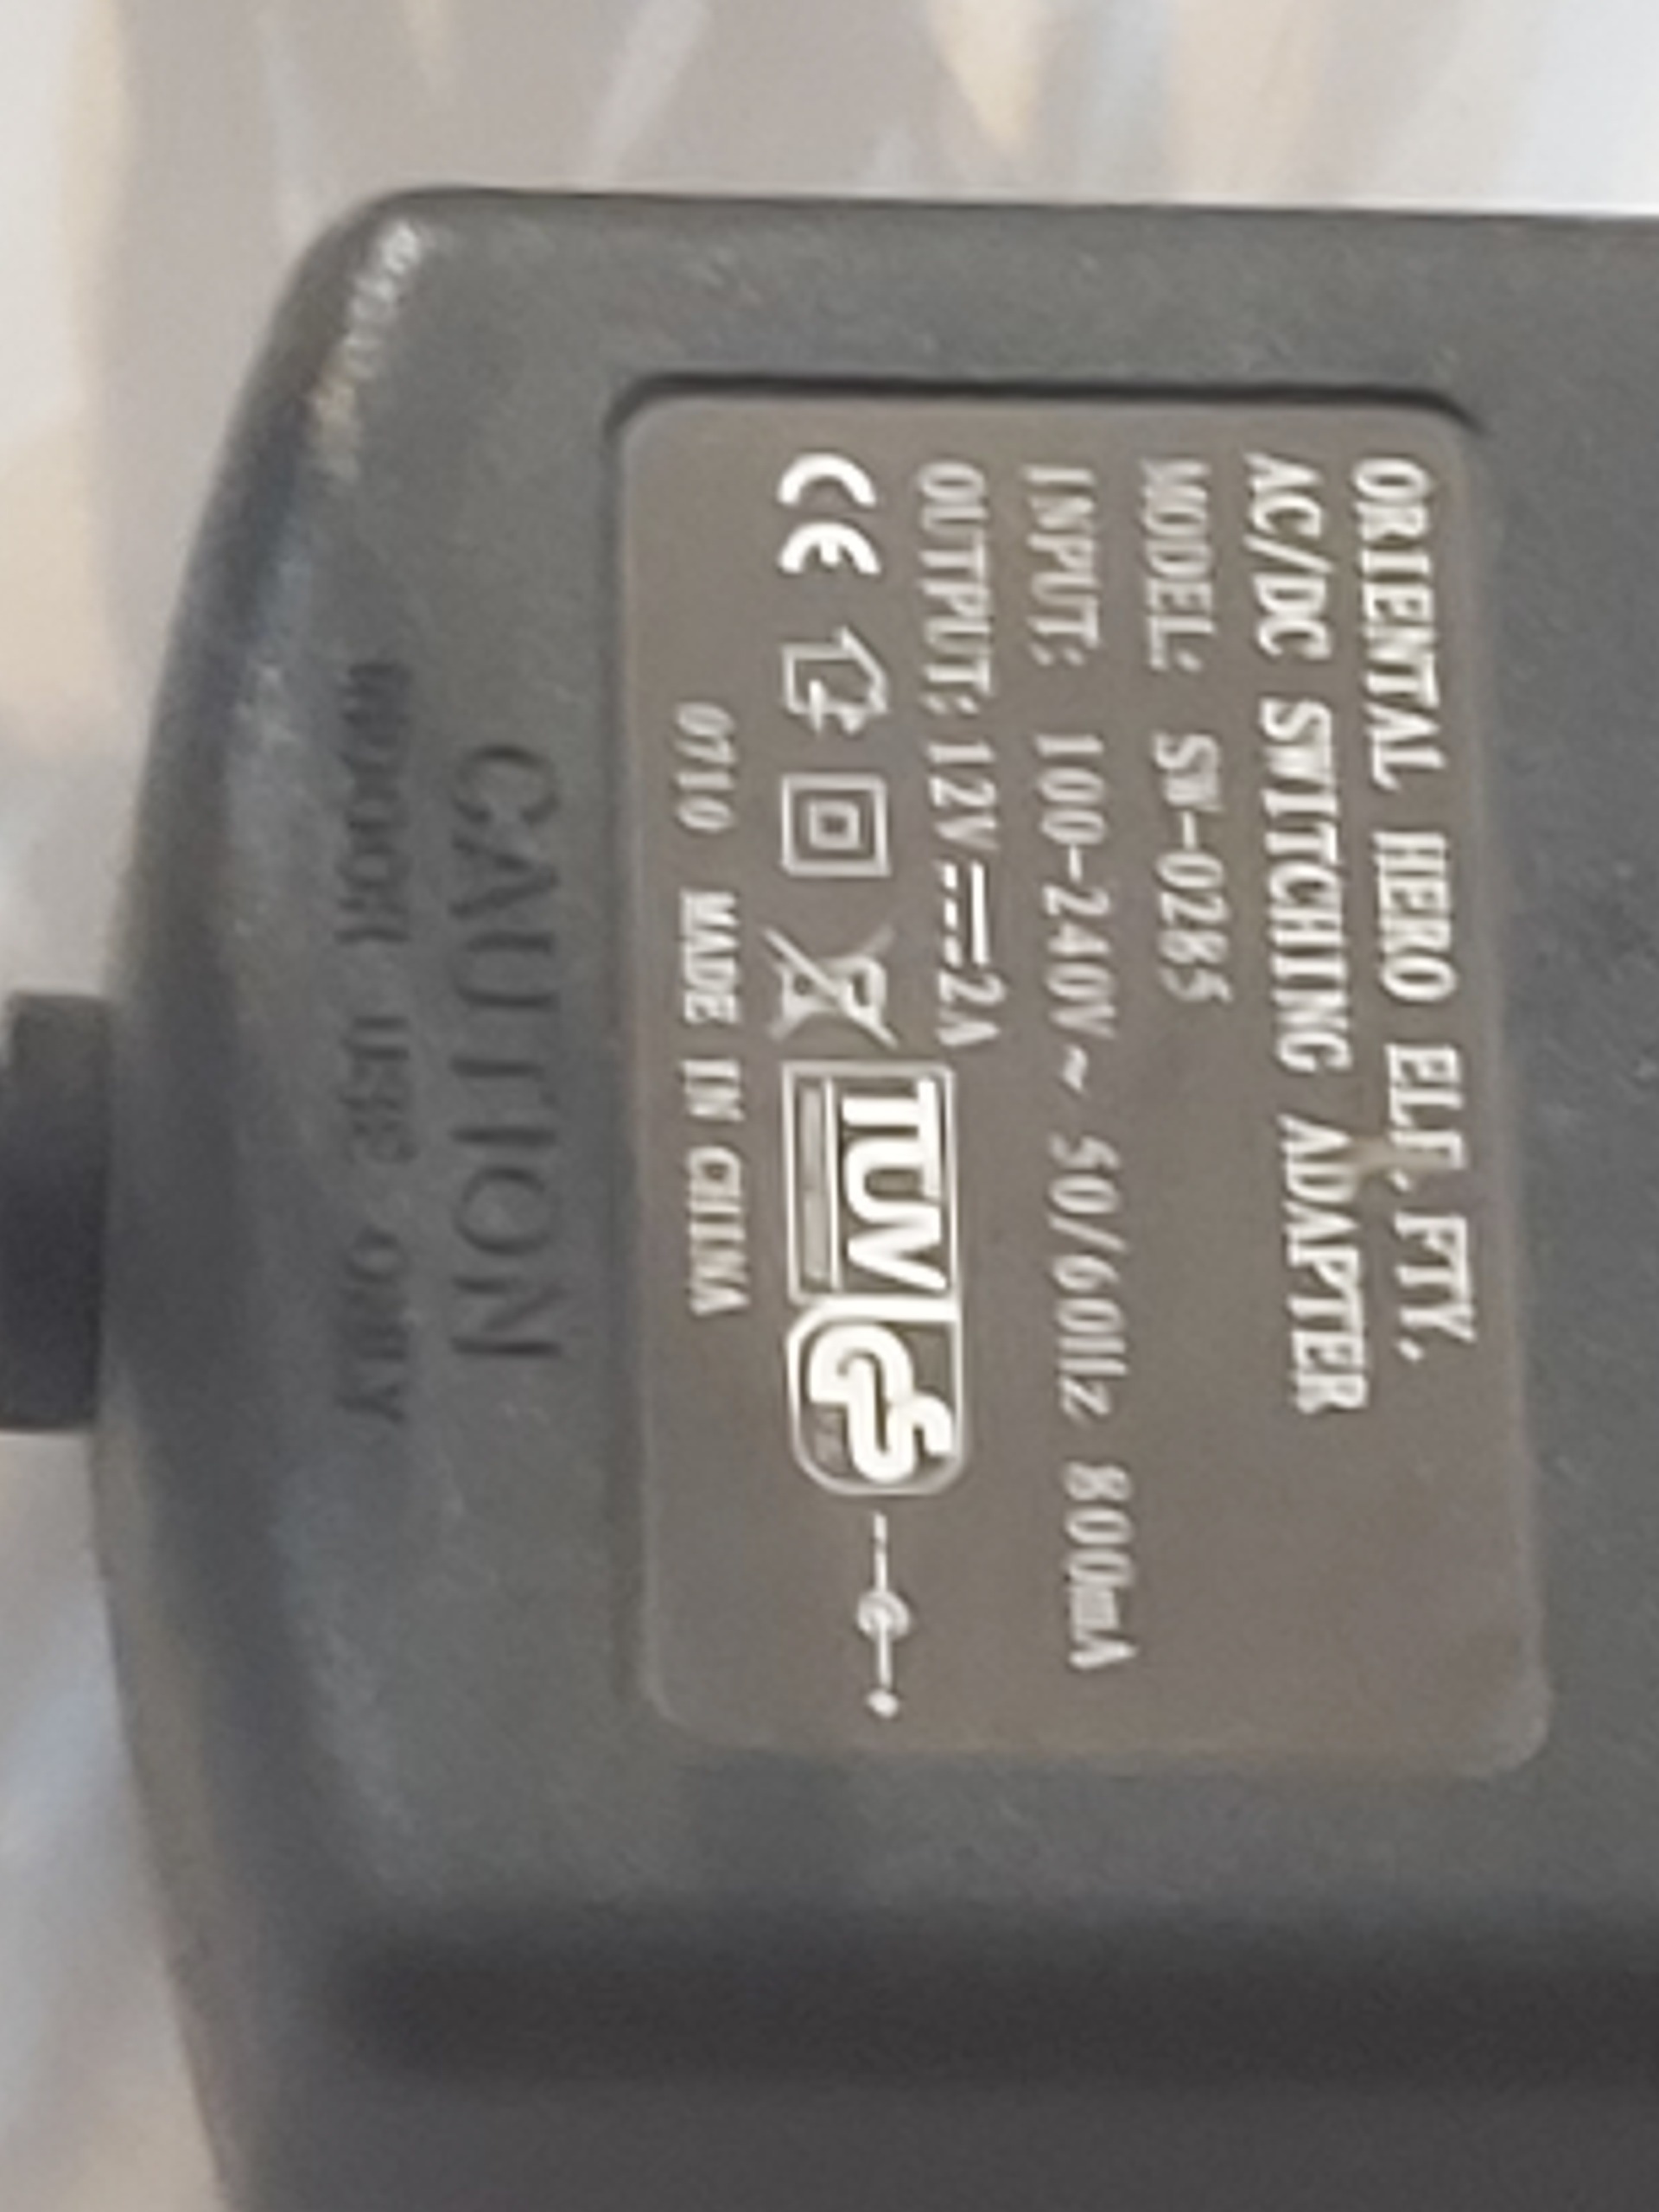 ORIENTAL HERO ELE. FTY.
AC/DC SWITCHING ADAPTER
MODEL: SW-0285
INPUT: 100-240V~ 50/60Hz 800mA
OUTPUT: 12V⎓2A
CE TUV GS
0710 MADE IN CHINA
CAUTION
INDOOR USE ONLY